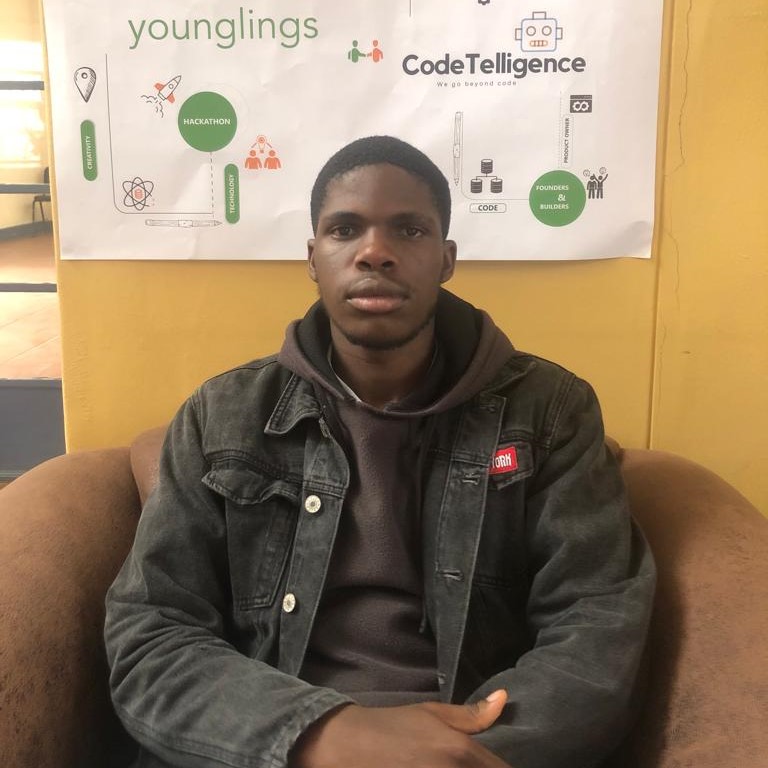 younglings
CodeTelligence
We go beyond code
HACKATHON
CREATIVITY
TECHNOLOGY
PRODUCT OWNER
FOUNDERS
&
BUILDERS
CODE